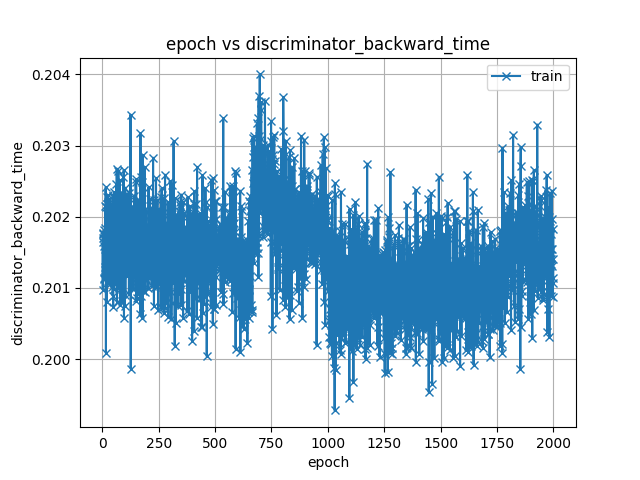 epoch vs discriminator_backward_time
train
discriminator_backward_time
0.204
0.203
0.202
0.201
0.200
0 250 500 750 1000 1250 1500 1750 2000
epoch